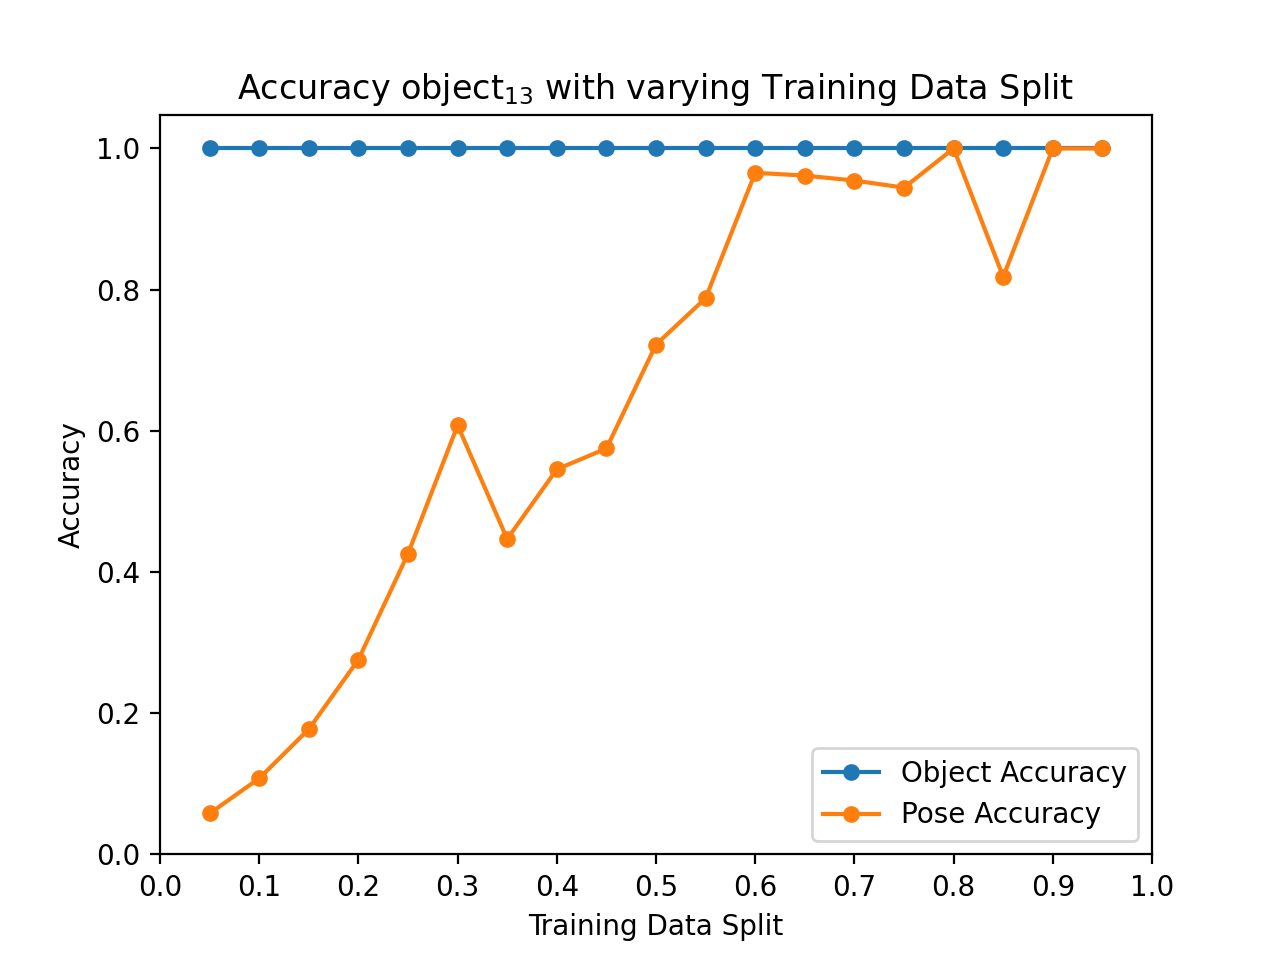 Accuracy object₁₃ with varying Training Data Split
1.0
0.8
0.6
0.4
0.2
0.0
Accuracy
Object Accuracy
Pose Accuracy
0.0 0.1 0.2 0.3 0.4 0.5 0.6 0.7 0.8 0.9 1.0
Training Data Split